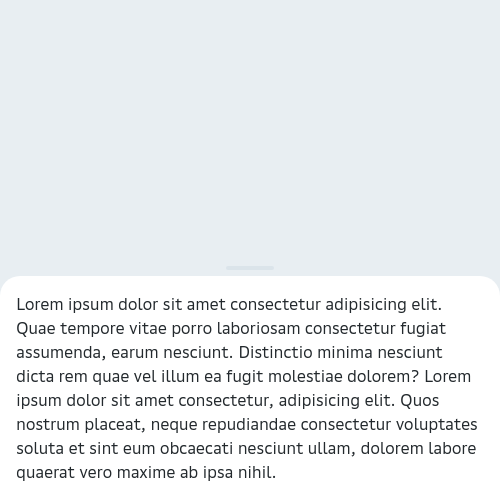 Lorem ipsum dolor sit amet consectetur adipisicing elit.
Quae tempore vitae porro laboriosam consectetur fugiat
assumenda, earum nesciunt. Distinctio minima nesciunt
dicta rem quae vel illum ea fugit molestiae dolorem? Lorem
ipsum dolor sit amet consectetur, adipisicing elit. Quos
nostrum placeat, neque repudiandae consectetur voluptates
soluta et sint eum obcaecati nesciunt ullam, dolorem labore
quaerat vero maxime ab ipsa nihil.